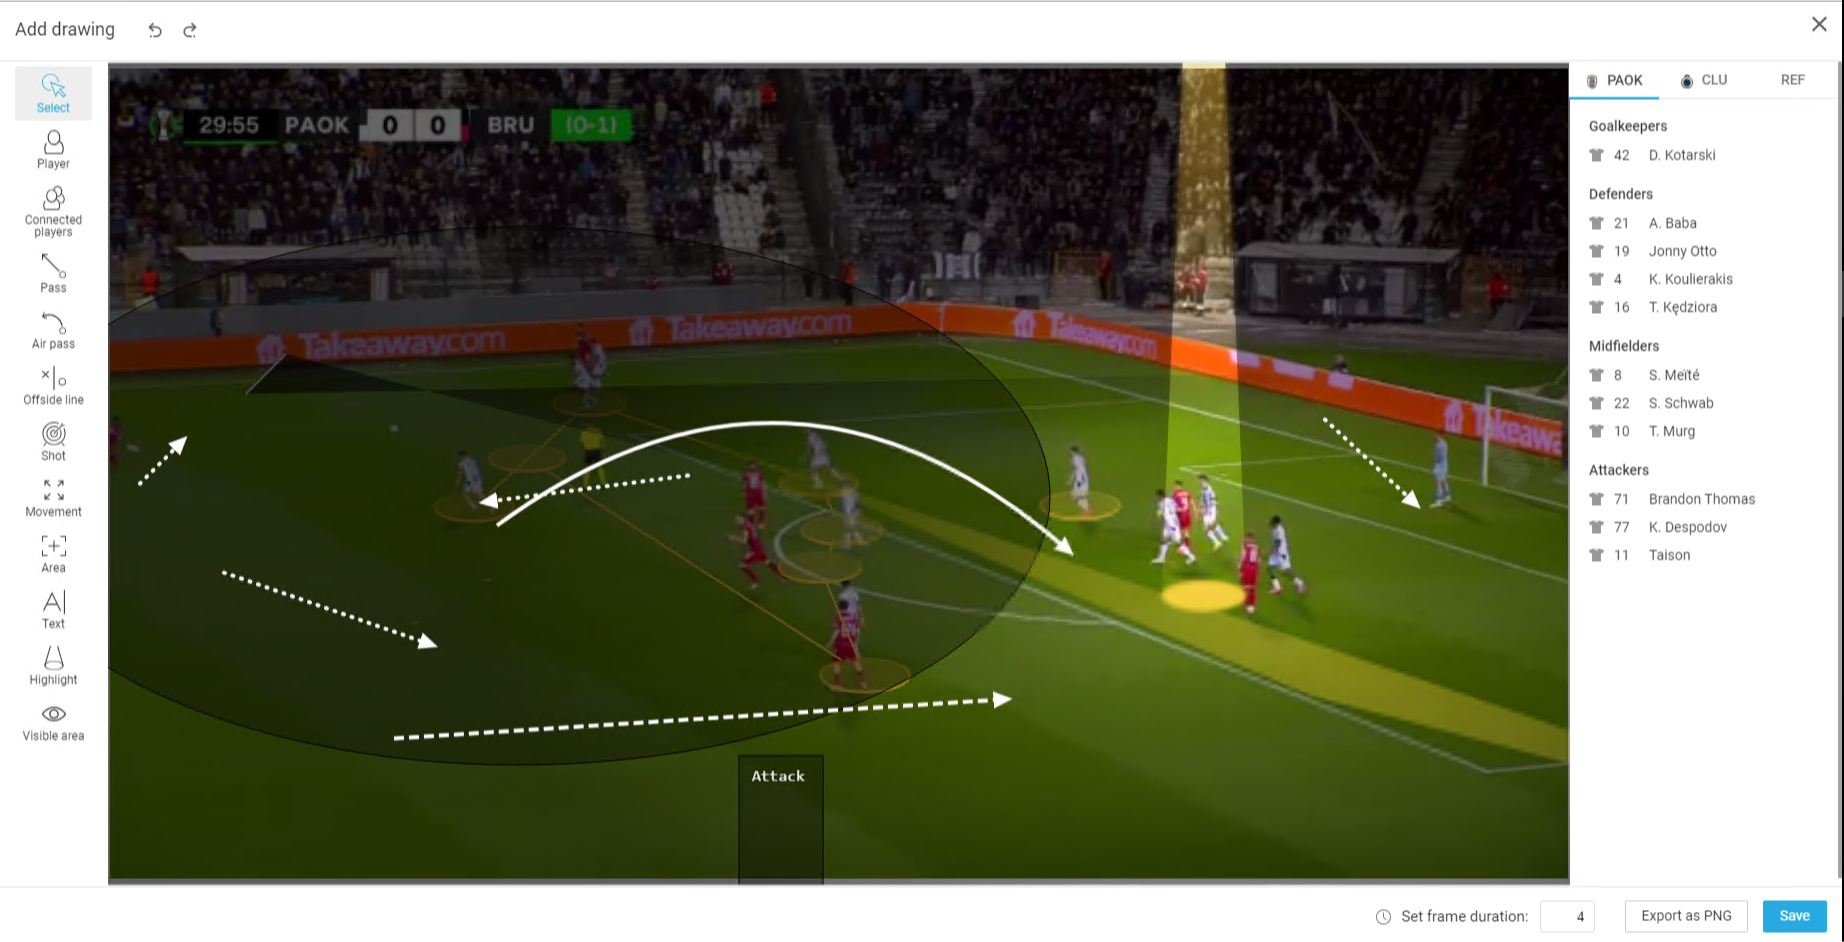 Add drawing
Select
Player
Connected
players
Pass
Air pass
Offside line
Shot
Movement
Area
Text
Highlight
Visible area
29:55 PAOK 0 0 BRU (0-1)
Takeaway.com
Takeaway.com
Takeaway.com
Takeawa
Attack
PAOK
CLU
REF
Goalkeepers
42 D. Kotarski
Defenders
21 A. Baba
19 Jonny Otto
4 K. Koulierakis
16 T. Kędziora
Midfielders
8 S. Meïté
22 S. Schwab
10 T. Murg
Attackers
71 Brandon Thomas
77 K. Despodov
11 Taison
Set frame duration: 4
Export as PNG
Save